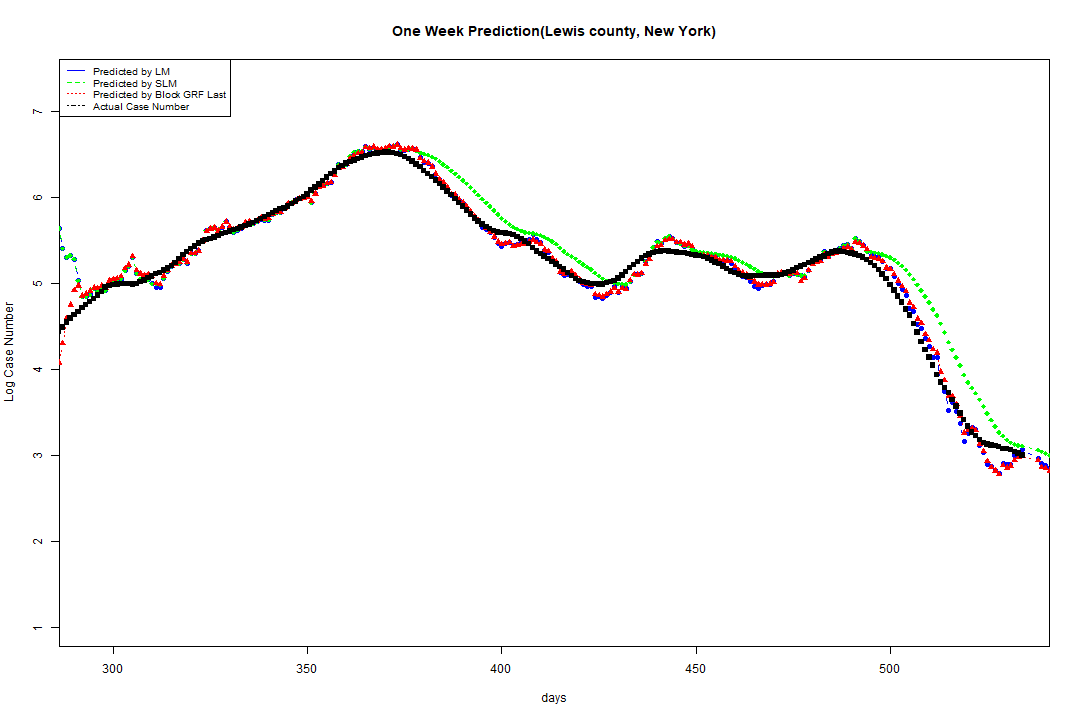 One Week Prediction(Lewis county, New York)
Predicted by LM
Predicted by SLM
Predicted by Block GRF Last
Actual Case Number
7
6
5
4
3
2
1
Log Case Number
300 350 400 450 500
days